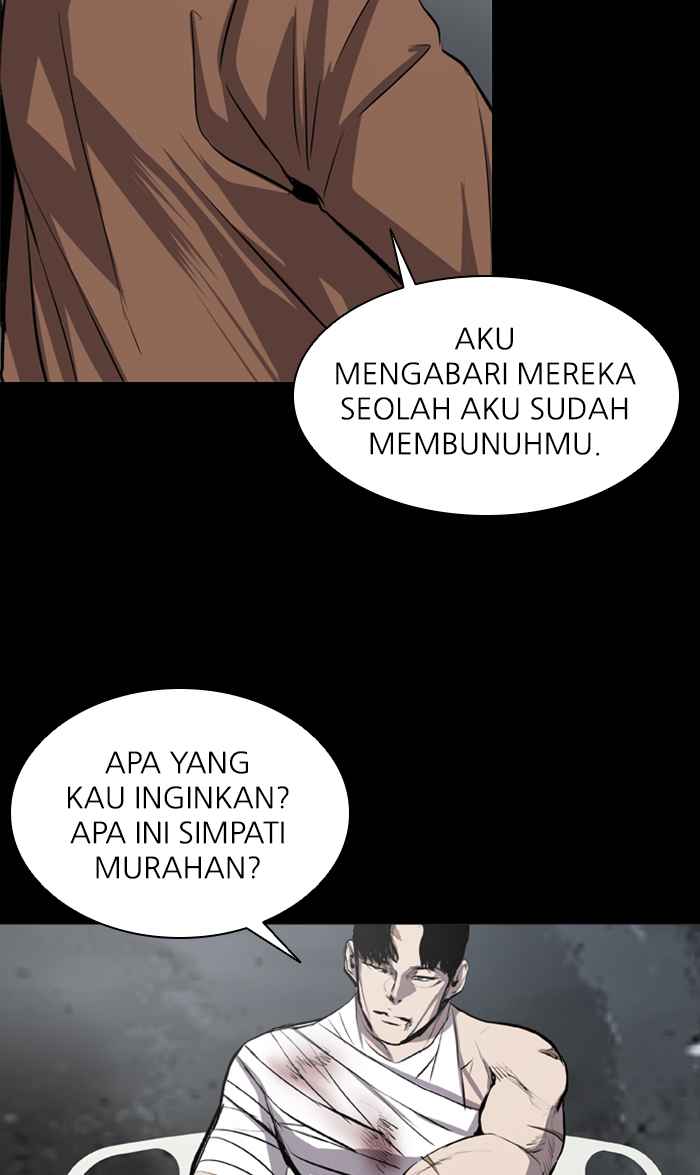 AKU
MENGABARI MEREKA
SEOLAH AKU SUDAH
MEMBUNUHMU.
APA YANG
KAU INGINKAN?
APA INI SIMPATI
MURAHAN?